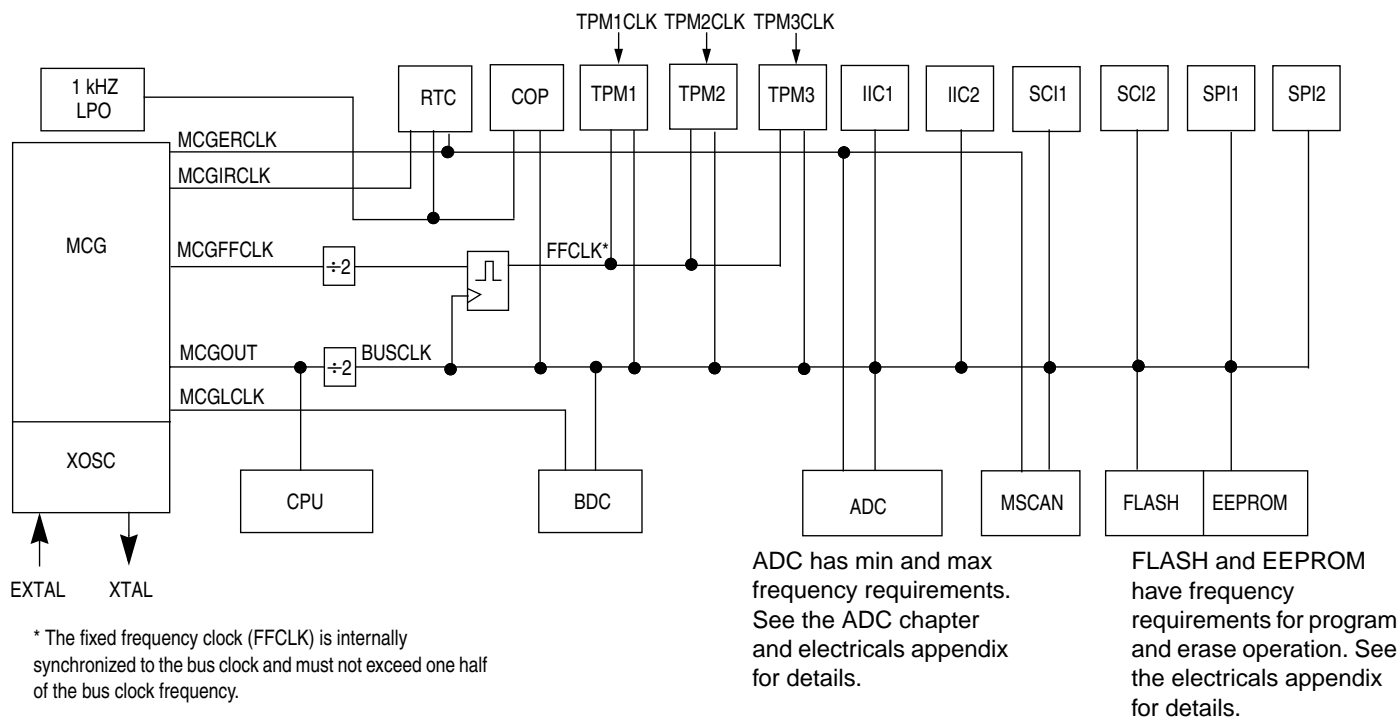 TPM1CLK TPM2CLK TPM3CLK
1 kHZ
LPO
RTC
COP
TPM1
TPM2
TPM3
IIC1
IIC2
SCI1
SCI2
SPI1
SPI2
MCGERCLK
MCGIRCLK
MCG
MCGFFCLK
÷2
FFCLK*
MCGOUT
÷2
BUSCLK
MCGLCLK
XOSC
CPU
BDC
ADC
MSCAN
FLASH
EEPROM
EXTAL
XTAL
ADC has min and max
frequency requirements.
See the ADC chapter
and electricals appendix
for details.
FLASH and EEPROM
have frequency
requirements for program
and erase operation. See
the electricals appendix
for details.
* The fixed frequency clock (FFCLK) is internally
synchronized to the bus clock and must not exceed one half
of the bus clock frequency.